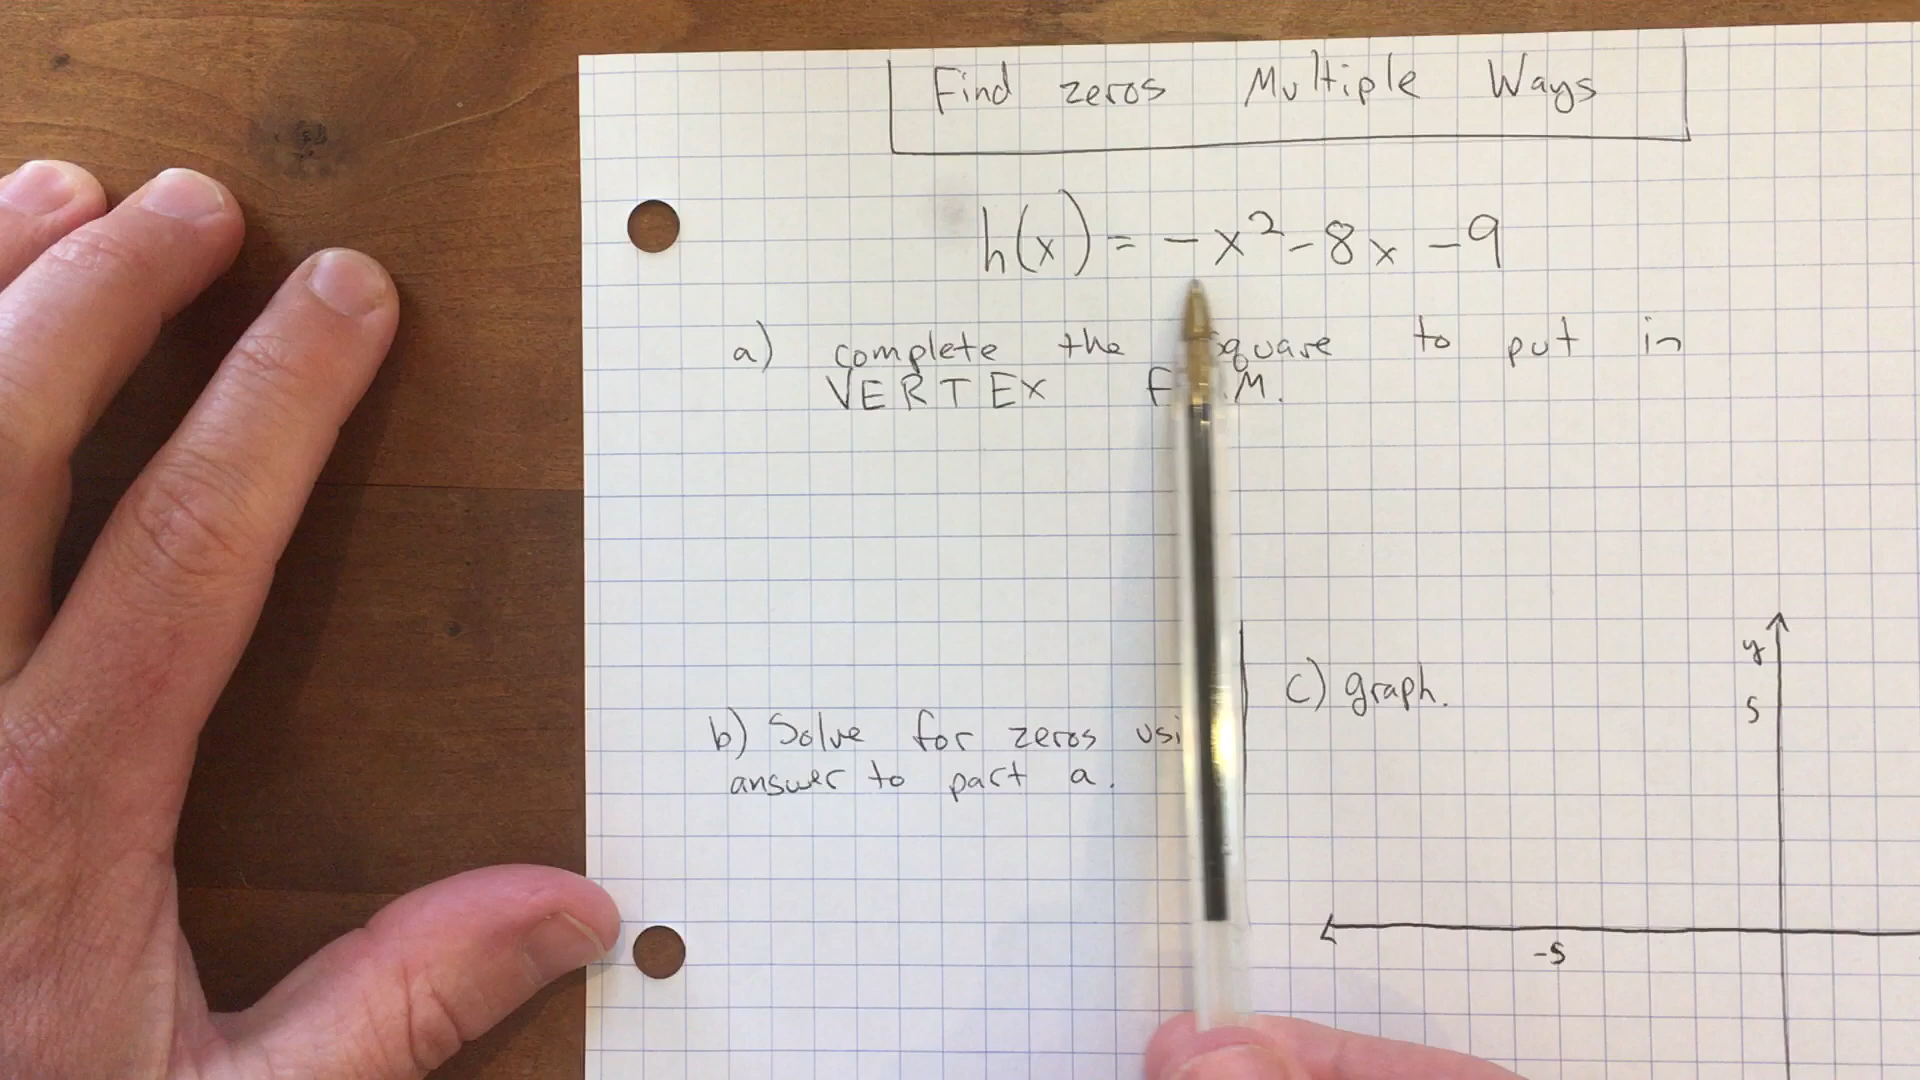 Find zeros Multiple Ways
h(x) = -x² - 8x - 9
a) complete the square to put in
VERTEX
b) Solve for zeros
answer to part a.
c) graph.
y
5
-5